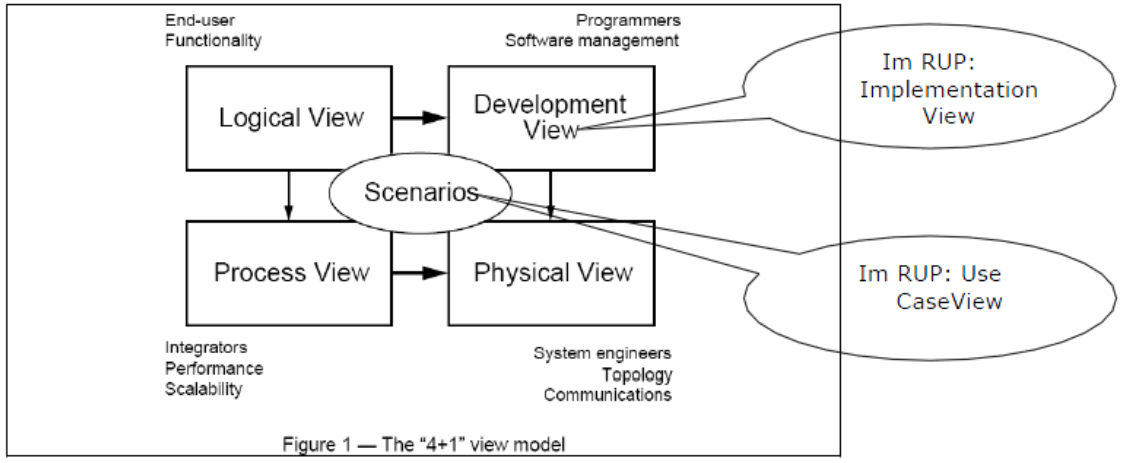 End-user
Functionality
Programmers
Software management
Logical View
Development
View
Im RUP:
Implementation
View
Scenarios
Process View
Physical View
Im RUP: Use
CaseView
Integrators
Performance
Scalability
System engineers
Topology
Communications
Figure 1 — The “4+1” view model